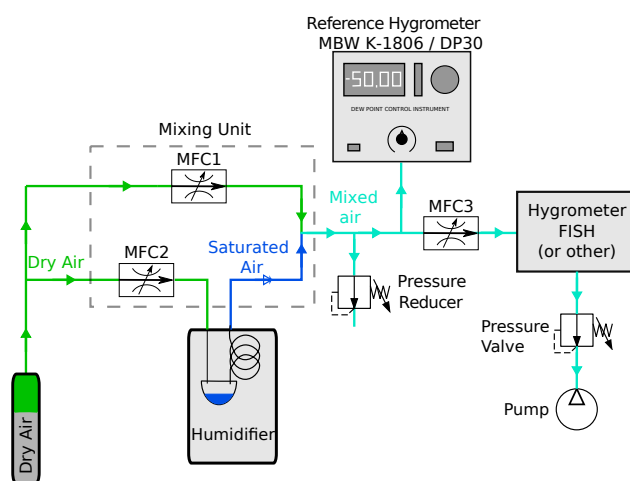 Reference Hygrometer
MBW K-1806 / DP30
-50.00
DEW POINT CONTROL INSTRUMENT
Mixing Unit
MFC1
Mixed
air
MFC3
Hygrometer
FISH
(or other)
Dry Air
MFC2
Saturated
Air
Pressure
Reducer
Pressure
Valve
Humidifier
Pump
Dry Air